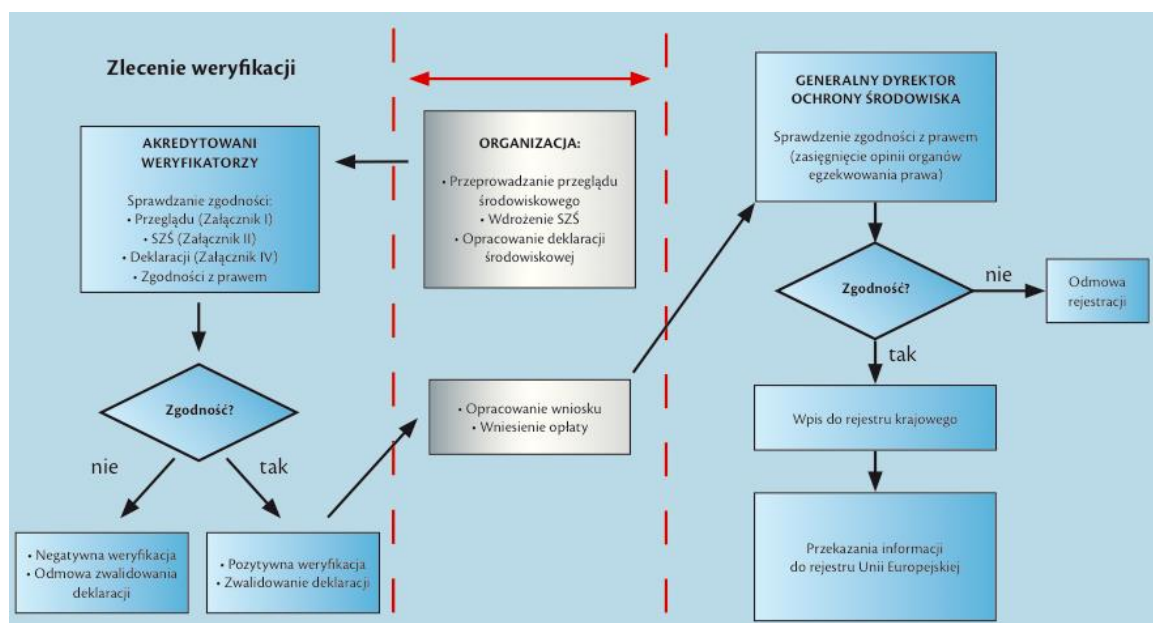 Zlecenie weryfikacji
AKREDYTOWANI
WERYFIKATORZY
Sprawdzanie zgodności:
• Przeglądu (Załącznik I)
• SZŚ (Załącznik II)
• Deklaracji (Załącznik IV)
• Zgodności z prawem
Zgodność?
nie
tak
• Negatywna weryfikacja
• Odmowa zwalidowania
deklaracji
• Pozytywna weryfikacja
• Zwalidowanie deklaracji
ORGANIZACJA:
• Przeprowadzanie przeglądu
środowiskowego
• Wdrożenie SZŚ
• Opracowanie deklaracji
środowiskowej
• Opracowanie wniosku
• Wniesienie opłaty
GENERALNY DYREKTOR
OCHRONY ŚRODOWISKA
Sprawdzenie zgodności z prawem
(zasięgnięcie opinii organów
egzekwowania prawa)
Zgodność?
nie
Odmowa
rejestracji
tak
Wpis do rejestru krajowego
Przekazania informacji
do rejestru Unii Europejskiej